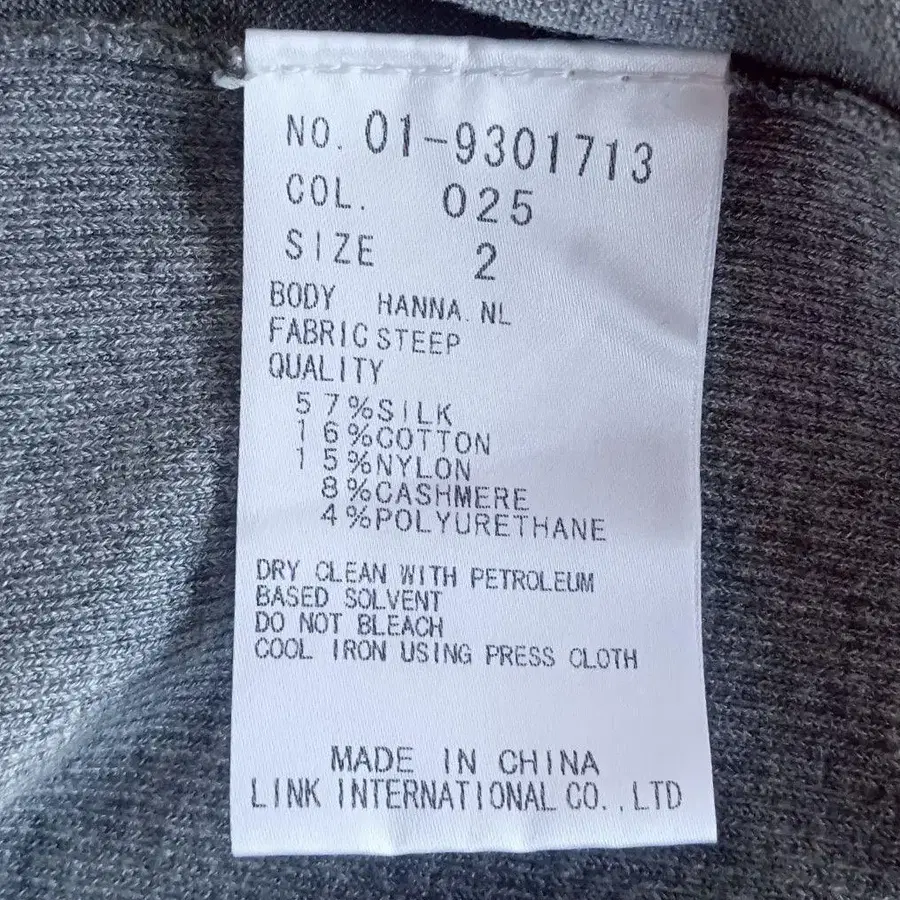 NO. 01-9301713
COL. 025
SIZE 2
BODY HANNA. NL
FABRIC STEEP
QUALITY
57%SILK
16%COTTON
15%NYLON
8%CASHMERE
4%POLYURETHANE
DRY CLEAN WITH PETROLEUM
BASED SOLVENT
DO NOT BLEACH
COOL IRON USING PRESS CLOTH
MADE IN CHINA
LINK INTERNATIONAL CO.,LTD